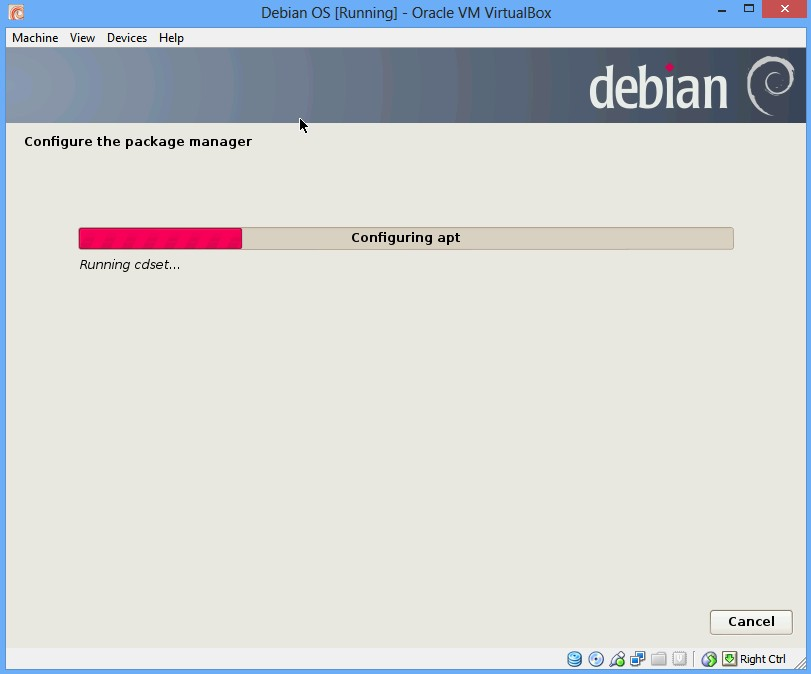 Debian OS [Running] - Oracle VM VirtualBox
Machine View Devices Help
debian
Configure the package manager
Configuring apt
Running cdset...
Cancel
Right Ctrl